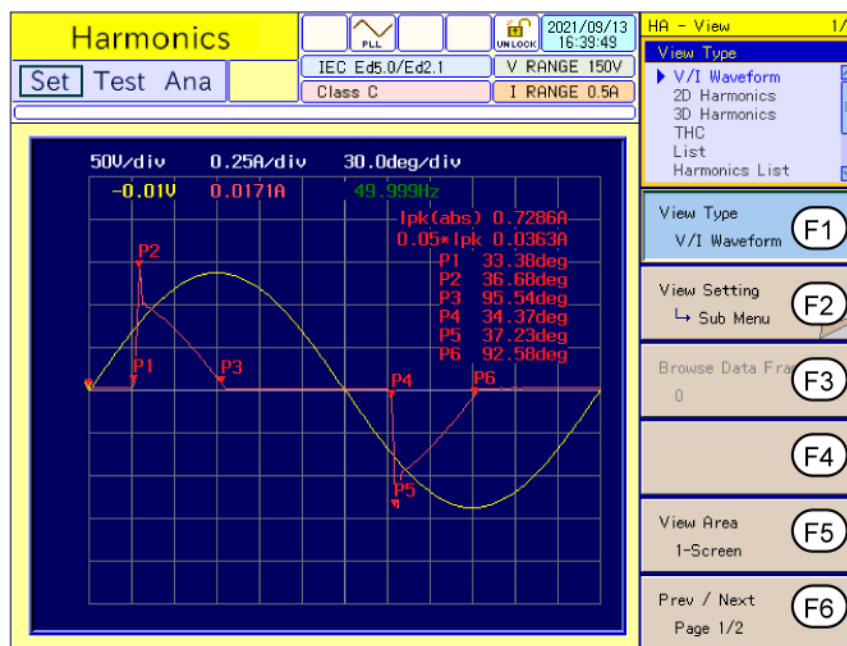 Harmonics
PLL
UNLOCK
2021/09/13
16:39:49
Set Test Ana
IEC Ed5.0/Ed2.1
V RANGE 150V
Class C
I RANGE 0.5A
HA - View 1/
View Type
V/I Waveform
2D Harmonics
3D Harmonics
THC
List
Harmonics List
50V/div 0.25A/div 30.0deg/div
-0.01V 0.0171A 49.999Hz
Ipk(abs) 0.7286A
0.05*Ipk 0.0363A
P1 33.38deg
P2 36.68deg
P3 95.54deg
P4 34.37deg
P5 37.23deg
P6 92.58deg
P2
P1
P3
P4
P6
P5
View Type
V/I Waveform
F1
View Setting
Sub Menu
F2
Browse Data Fra
0
F3
F4
View Area
1-Screen
F5
Prev / Next
Page 1/2
F6